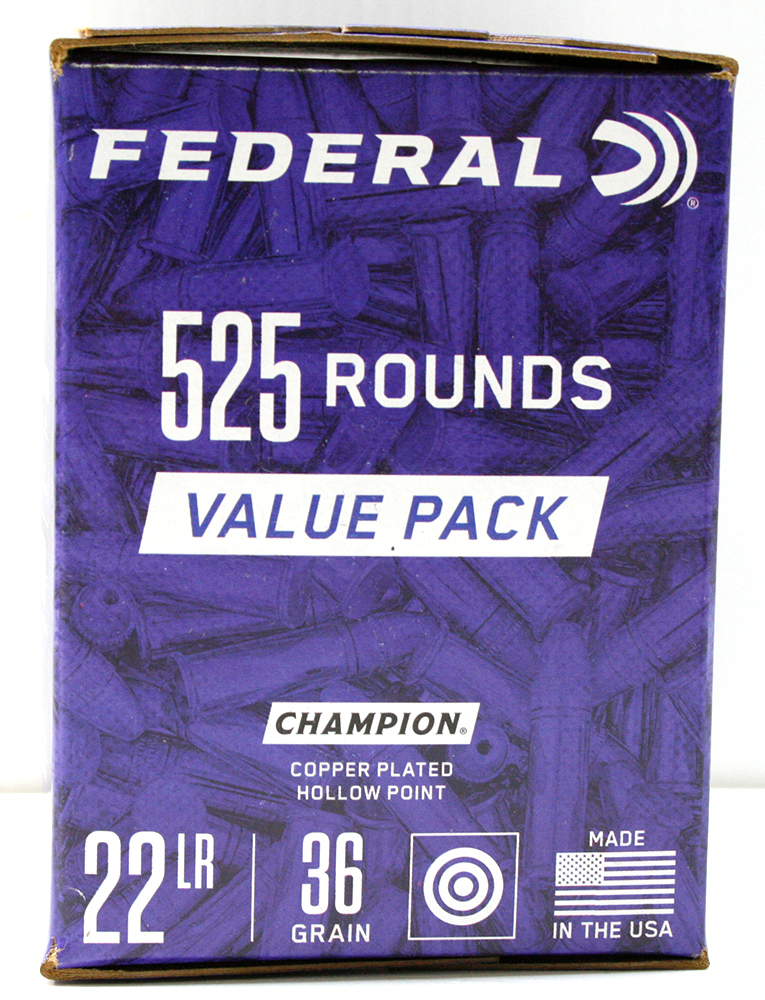 FEDERAL ®
525 ROUNDS
VALUE PACK
CHAMPION®
COPPER PLATED
HOLLOW POINT
22 LR
36
GRAIN
MADE
IN THE USA